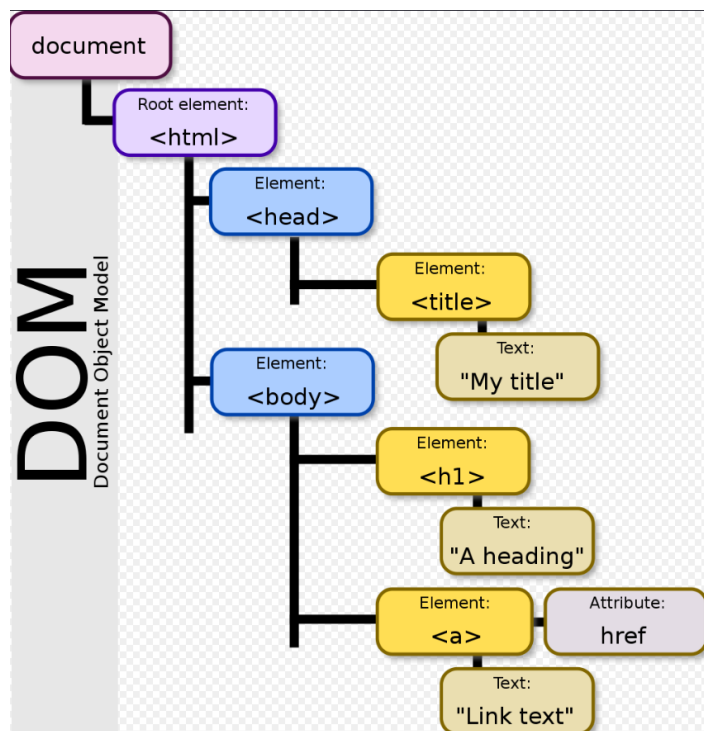 document
Root element:
<html>
Element:
<head>
Element:
<title>
Text:
"My title"
Element:
<body>
Element:
<h1>
Text:
"A heading"
Element:
<a>
Attribute:
href
Text:
"Link text"
DOM
Document Object Model